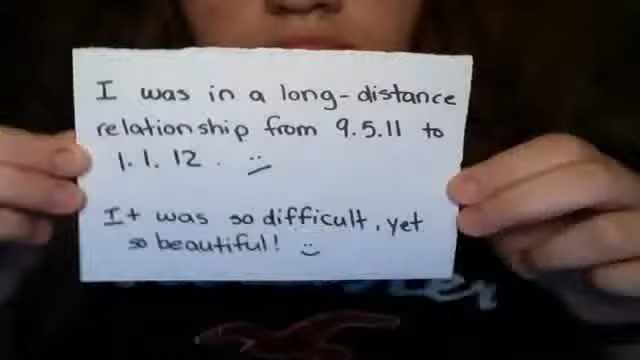 I was in a long-distance
relationship from 9.5.11 to
1.1.12. :/
It was so difficult, yet
so beautiful! :)